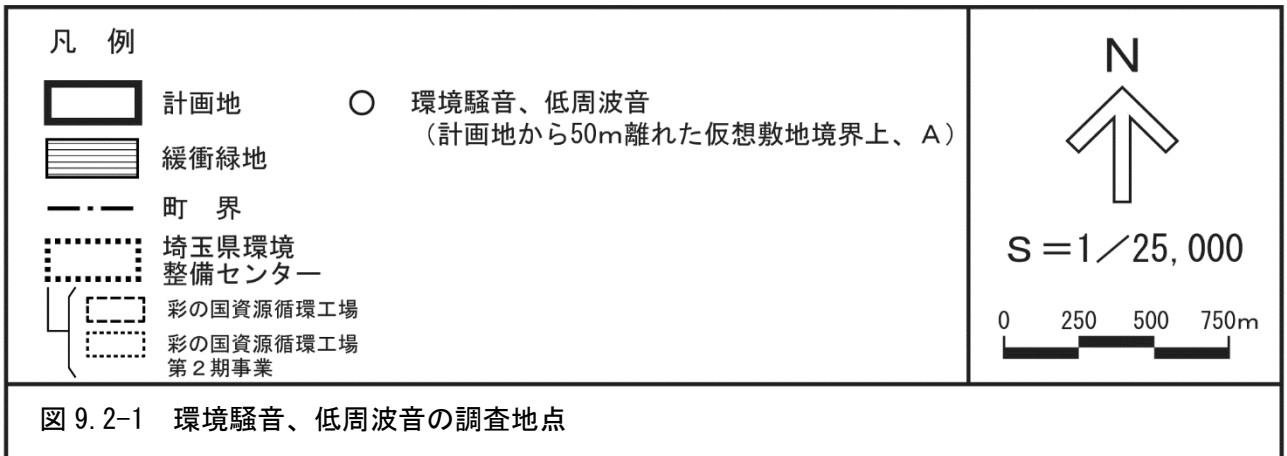 凡 例
計画地
○ 環境騒音、低周波音
(計画地から50m離れた仮想敷地境界上、A)
緩衝緑地
町 界
埼玉県環境
整備センター
彩の国資源循環工場
彩の国資源循環工場
第2期事業
N
S=1/25,000
0 250 500 750m
図 9.2-1 環境騒音、低周波音の調査地点